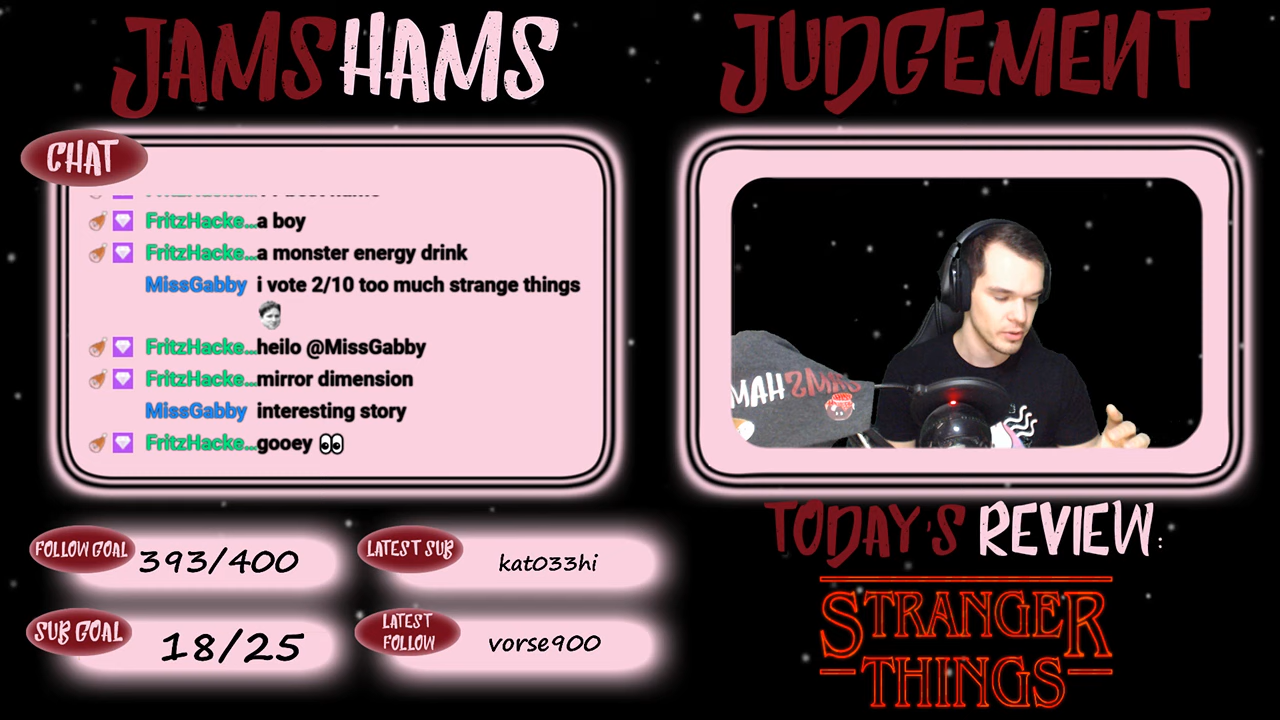 JAMSHAMS
JUDGEMENT
CHAT
FritzHacke...a boy
FritzHacke...a monster energy drink
MissGabby i vote 2/10 too much strange things
FritzHacke...heilo @MissGabby
FritzHacke...mirror dimension
MissGabby interesting story
FritzHacke...gooey 👀
FOLLOW GOAL 393/400
LATEST SUB kat033hi
SUB GOAL 18/25
LATEST
FOLLOW
vorse900
TODAY'S REVIEW:
STRANGER
THINGS
JAMSHAM